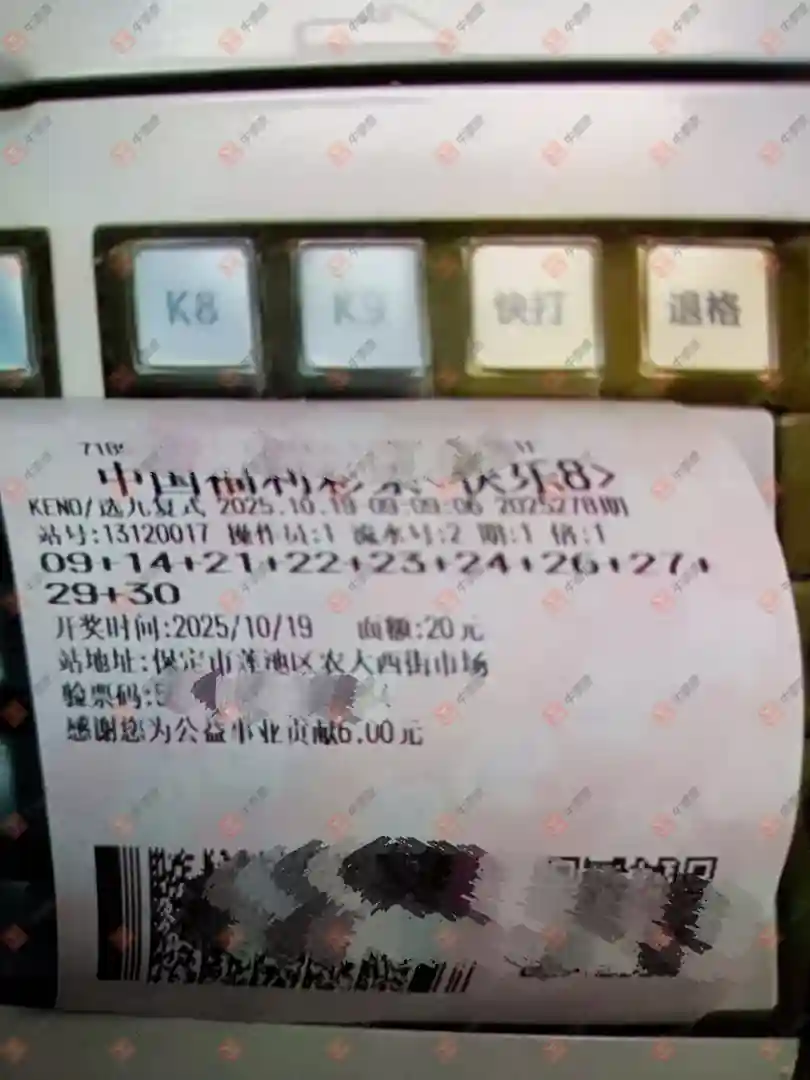 K8
K9
快打
退格
中国福利彩票<快乐8>
KENO/选九复式 2025.10.19 09:09:06 2025278期
站号:13120017 操作员:1 流水号:2 期:1 倍:1
09+14+21+22+23+24+26+27+
29+30
开奖时间:2025/10/19 面额:20元
站地址:保定市莲池区农大西街市场
验票码:
感谢您为公益事业贡献6.00元